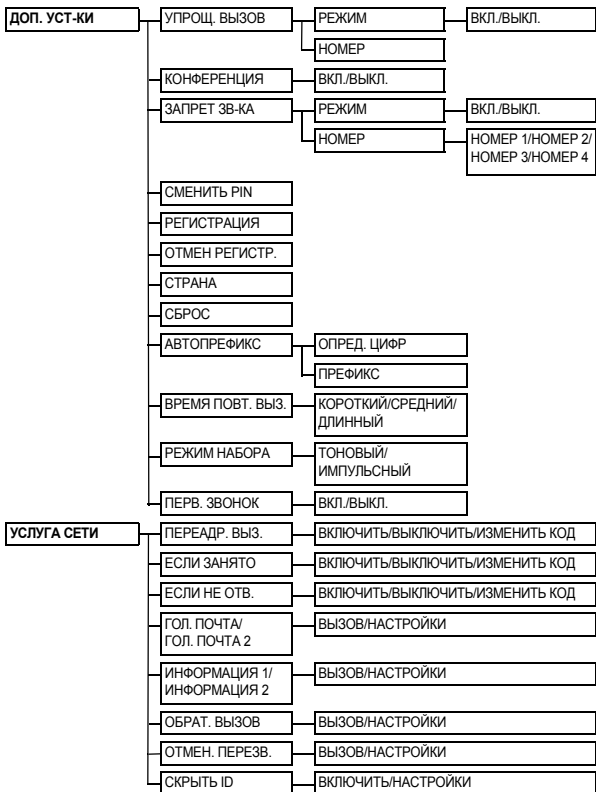 ДОП. УСТ-КИ
УПРОЩ. ВЫЗОВ
РЕЖИМ
ВКЛ./ВЫКЛ.
НОМЕР
КОНФЕРЕНЦИЯ
ВКЛ./ВЫКЛ.
ЗАПРЕТ ЗВ-КА
РЕЖИМ
ВКЛ./ВЫКЛ.
НОМЕР
НОМЕР 1/НОМЕР 2/
НОМЕР 3/НОМЕР 4
СМЕНИТЬ PIN
РЕГИСТРАЦИЯ
ОТМЕН РЕГИСТР.
СТРАНА
СБРОС
АВТОПРЕФИКС
ОПРЕД. ЦИФР
ПРЕФИКС
ВРЕМЯ ПОВТ. ВЫЗ.
КОРОТКИЙ/СРЕДНИЙ/
ДЛИННЫЙ
РЕЖИМ НАБОРА
ТОНОВЫЙ/
ИМПУЛЬСНЫЙ
ПЕРВ. ЗВОНОК
ВКЛ./ВЫКЛ.
УСЛУГА СЕТИ
ПЕРЕАДР. ВЫЗ.
ВКЛЮЧИТЬ/ВЫКЛЮЧИТЬ/ИЗМЕНИТЬ КОД
ЕСЛИ ЗАНЯТО
ВКЛЮЧИТЬ/ВЫКЛЮЧИТЬ/ИЗМЕНИТЬ КОД
ЕСЛИ НЕ ОТВ.
ВКЛЮЧИТЬ/ВЫКЛЮЧИТЬ/ИЗМЕНИТЬ КОД
ГОЛ. ПОЧТА/
ГОЛ. ПОЧТА 2
ВЫЗОВ/НАСТРОЙКИ
ИНФОРМАЦИЯ 1/
ИНФОРМАЦИЯ 2
ВЫЗОВ/НАСТРОЙКИ
ОБРАТ. ВЫЗОВ
ВЫЗОВ/НАСТРОЙКИ
ОТМЕН. ПЕРЕЗВ.
ВЫЗОВ/НАСТРОЙКИ
СКРЫТЬ ID
ВКЛЮЧИТЬ/НАСТРОЙКИ